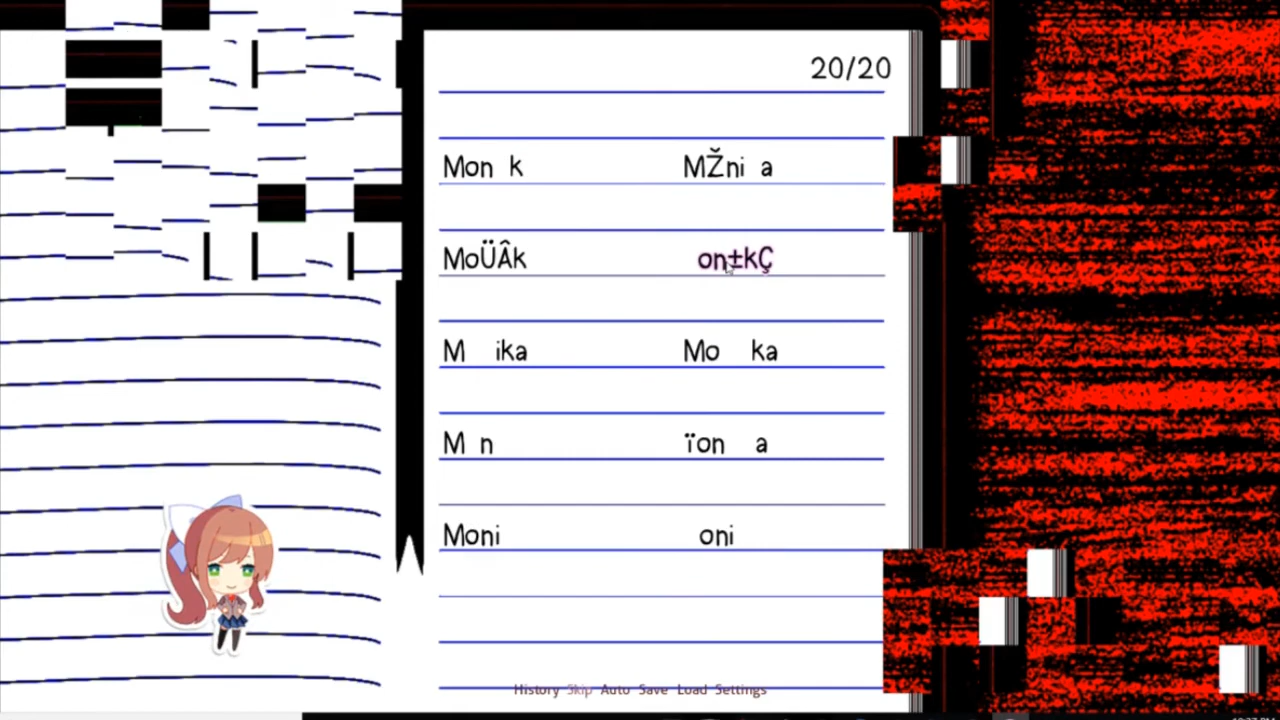 20/20
Mon k MŽni a
MoÜÂk on±kÇ
M ika Mo ka
M n ïon a
Moni oni
History Skip Auto Save Load Settings